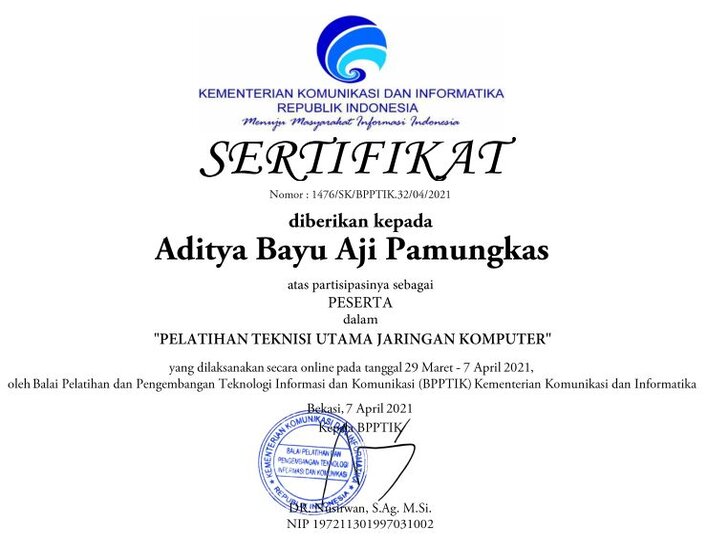 KEMENTERIAN KOMUNIKASI DAN INFORMATIKA
REPUBLIK INDONESIA
Menuju Masyarakat Informasi Indonesia
SERTIFIKAT
Nomor : 1476/SK/BPPTIK.32/04/2021
diberikan kepada
Aditya Bayu Aji Pamungkas
atas partisipasinya sebagai
PESERTA
dalam
"PELATIHAN TEKNISI UTAMA JARINGAN KOMPUTER"
yang dilaksanakan secara online pada tanggal 29 Maret - 7 April 2021,
oleh Balai Pelatihan dan Pengembangan Teknologi Informasi dan Komunikasi (BPPTIK) Kementerian Komunikasi dan Informatika
Bekasi, 7 April 2021
Kepala BPPTIK
KEMENTERIAN KOMUNIKASI DAN INFORMATIKA
BALAI PELATIHAN DAN
PENGEMBANGAN TEKNOLOGI
INFORMASI DAN KOMUNIKASI
REPUBLIK INDONESIA
DR. Nusirwan, S.Ag. M.Si.
NIP 197211301997031002